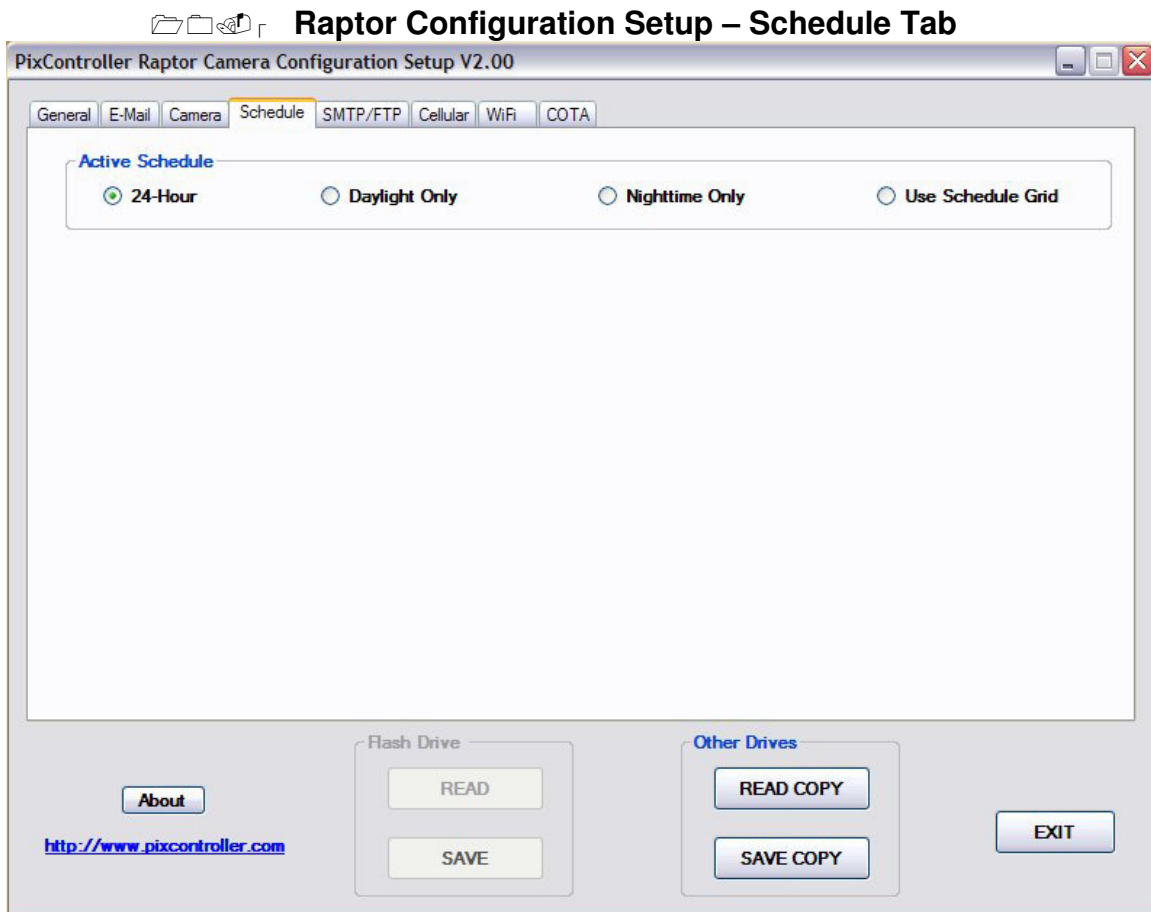 Raptor Configuration Setup – Schedule Tab
PixController Raptor Camera Configuration Setup V2.00
General E-Mail Camera Schedule SMTP/FTP Cellular WiFi COTA
Active Schedule
24-Hour Daylight Only Nighttime Only Use Schedule Grid
Flash Drive Other Drives
READ READ COPY
About
EXIT
http://www.pixcontroller.com
SAVE SAVE COPY